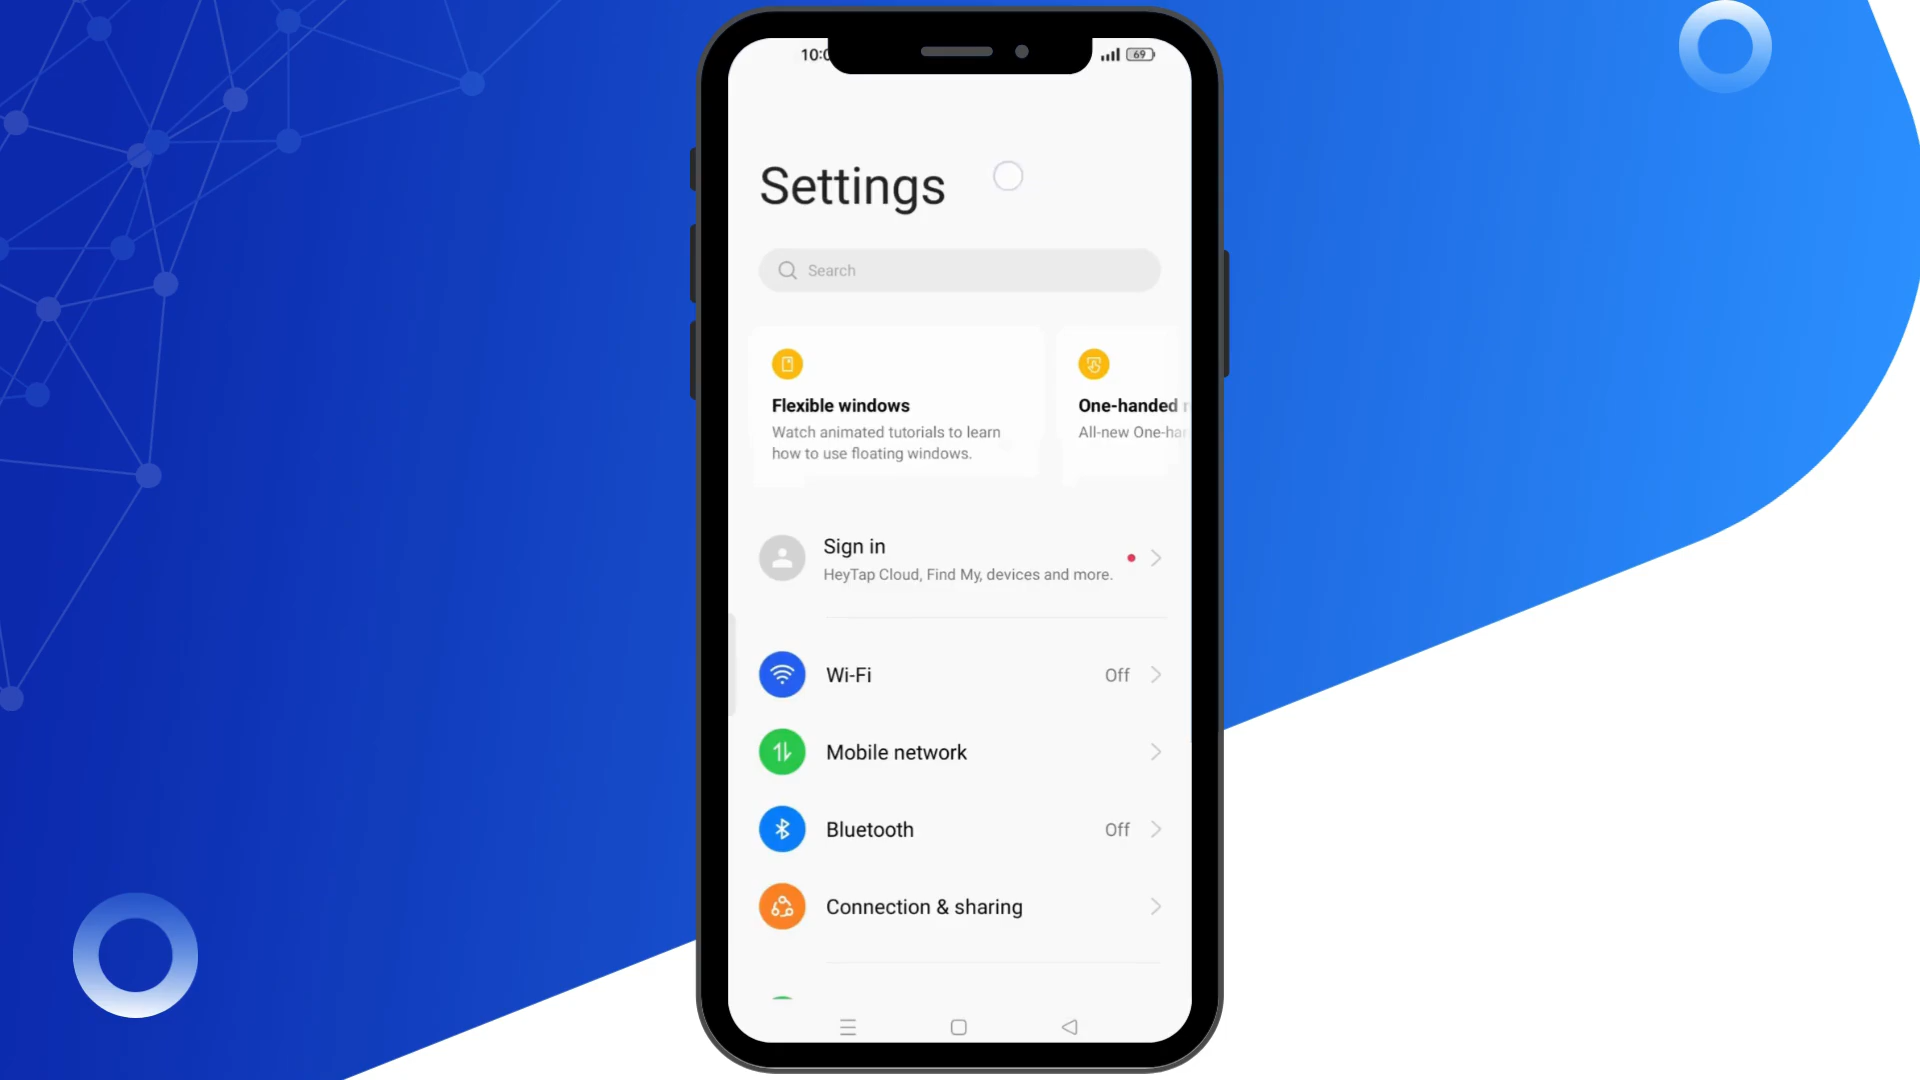 10:0
69
Settings
Search
Flexible windows
Watch animated tutorials to learn
how to use floating windows.
One-handed
All-new One-han
Sign in
HeyTap Cloud, Find My, devices and more.
Wi-Fi
Off
Mobile network
Bluetooth
Off
Connection & sharing